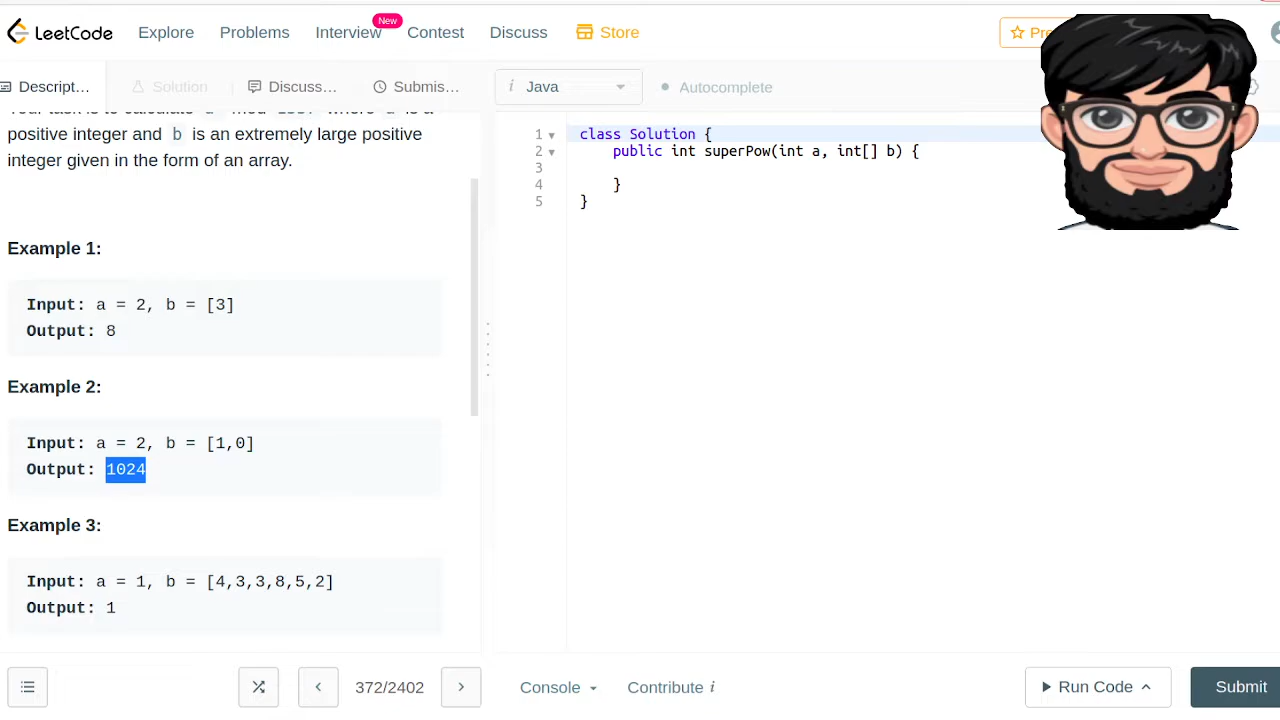 LeetCode Explore Problems Interview New Contest Discuss Store
Descript... Solution Discuss... Submis... i Java Autocomplete
positive integer and b is an extremely large positive
integer given in the form of an array.
Example 1:
Input: a = 2, b = [3]
Output: 8
Example 2:
Input: a = 2, b = [1,0]
Output: 1024
Example 3:
Input: a = 1, b = [4,3,3,8,5,2]
Output: 1
1 class Solution {
2 public int superPow(int a, int[] b) {
3
4 }
5 }
372/2402 Console Contribute i Run Code Submit